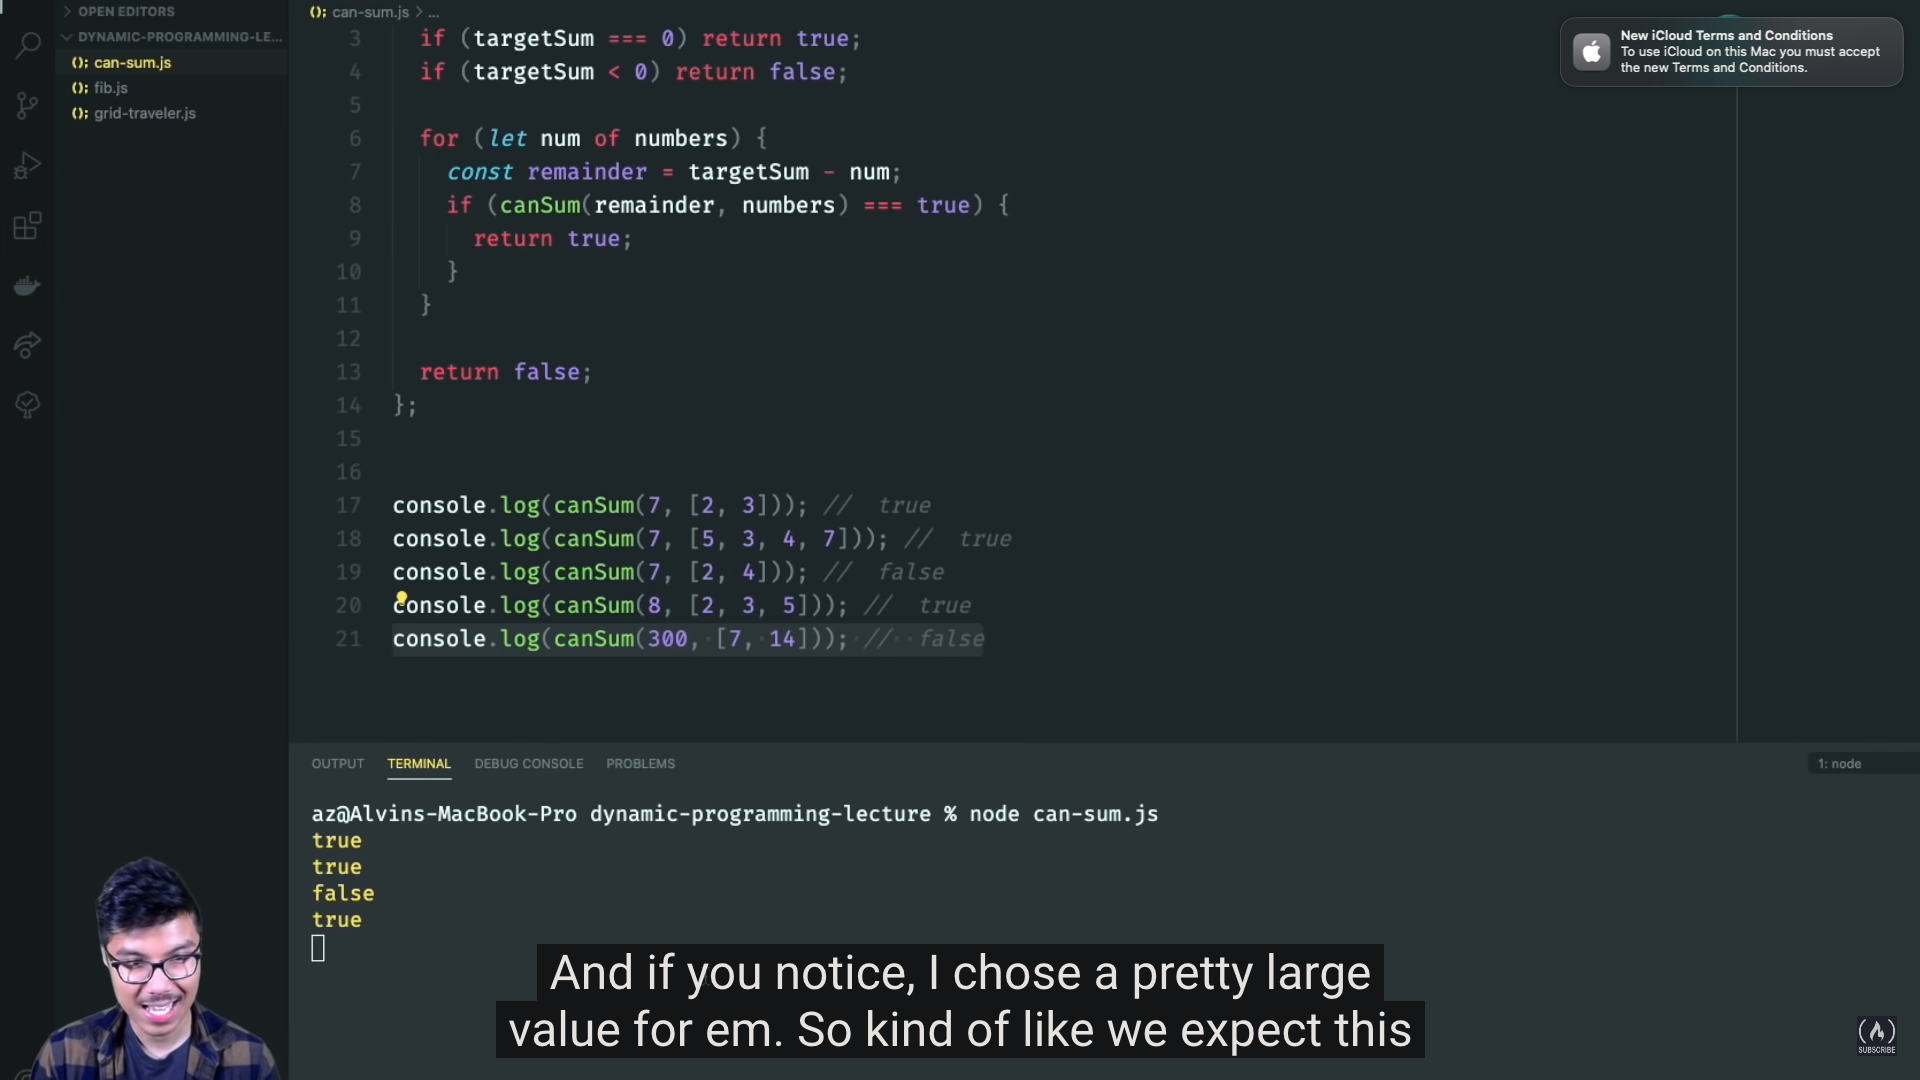 OPEN EDITORS
DYNAMIC-PROGRAMMING-LE...
can-sum.js
fib.js
grid-traveler.js
can-sum.js > ...
3 if (targetSum === 0) return true;
4 if (targetSum < 0) return false;
5
6 for (let num of numbers) {
7 const remainder = targetSum - num;
8 if (canSum(remainder, numbers) === true) {
9 return true;
10 }
11 }
12
13 return false;
14 };
15
16
17 console.log(canSum(7, [2, 3])); // true
18 console.log(canSum(7, [5, 3, 4, 7])); // true
19 console.log(canSum(7, [2, 4])); // false
20 console.log(canSum(8, [2, 3, 5])); // true
21 console.log(canSum(300, [7, 14])); // false
New iCloud Terms and Conditions
To use iCloud on this Mac you must accept
the new Terms and Conditions.
OUTPUT TERMINAL DEBUG CONSOLE PROBLEMS
1: node
az@Alvins-MacBook-Pro dynamic-programming-lecture % node can-sum.js
true
true
false
true
And if you notice, I chose a pretty large
value for em. So kind of like we expect this
SUBSCRIBE